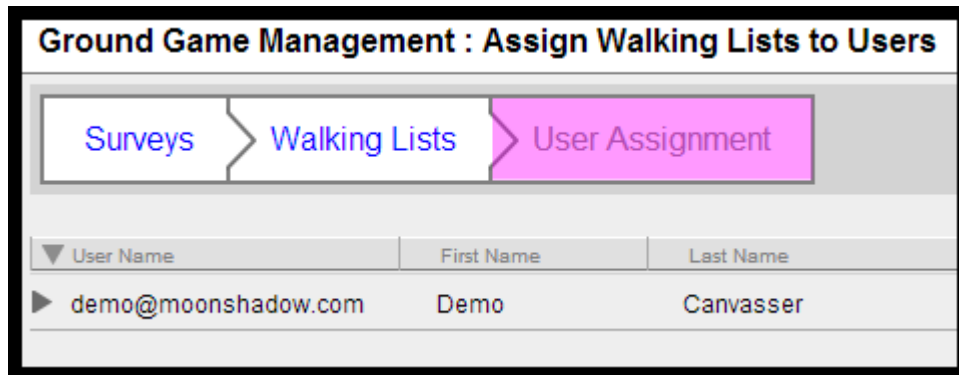 Ground Game Management : Assign Walking Lists to Users
Surveys Walking Lists User Assignment
User Name First Name Last Name
demo@moonshadow.com Demo Canvasser